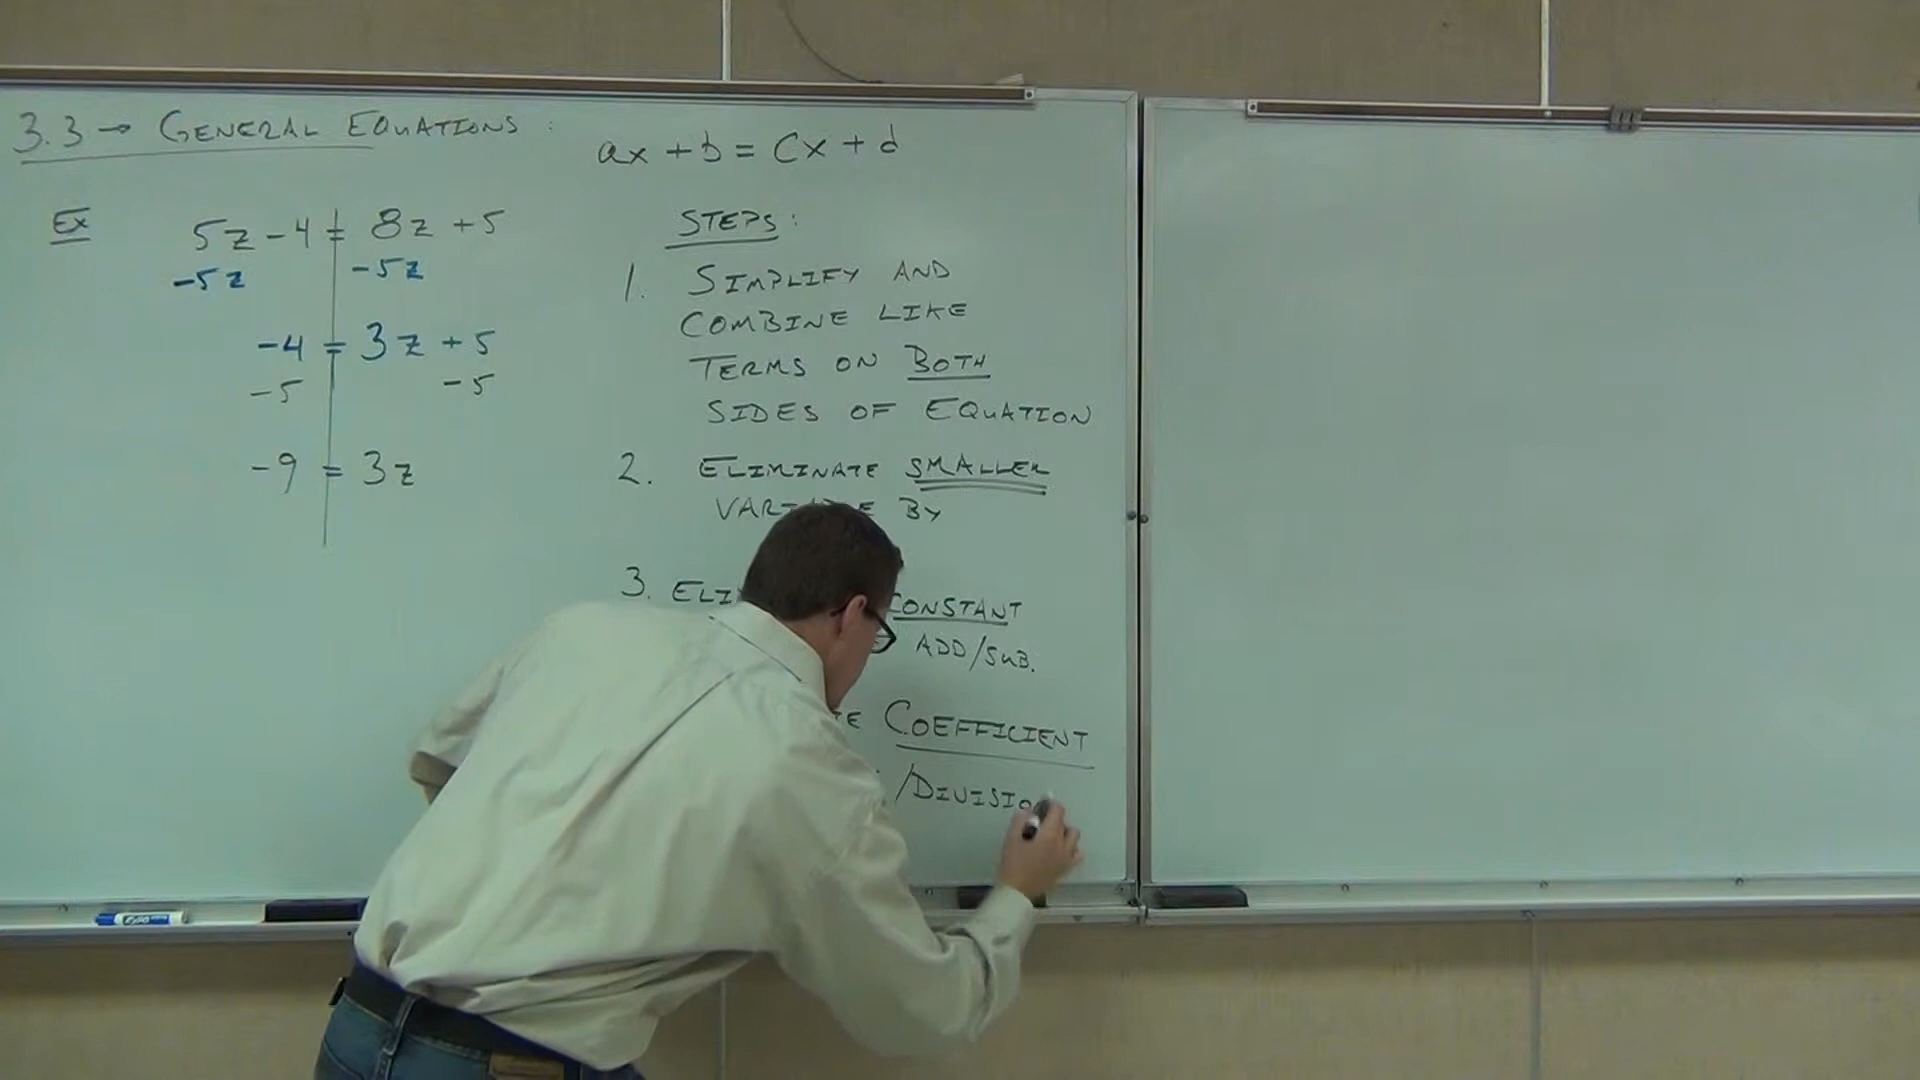 3.3 → GENERAL EQUATIONS:
ax + b = Cx + d
Ex
5z - 4 = 8z + 5
-5z -5z
-4 = 3z + 5
-5 -5
-9 = 3z
STEPS:
1. SIMPLIFY AND
COMBINE LIKE
TERMS ON BOTH
SIDES OF EQUATION
2. ELIMINATE SMALLER
BY
3. CONSTANT
ADD/SUB.
COEFFICIENT
/DIVISIO